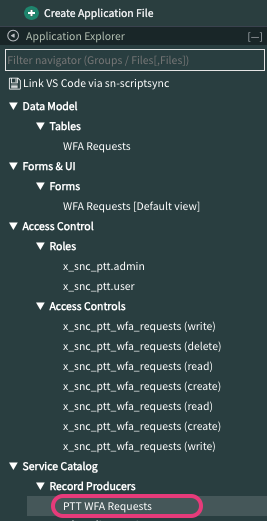 Create Application File
Application Explorer [—]
Filter navigator (Groups / Files[,Files])
Link VS Code via sn-scriptsync
Data Model
Tables
WFA Requests
Forms & UI
Forms
WFA Requests [Default view]
Access Control
Roles
x_snc_ptt.admin
x_snc_ptt.user
Access Controls
x_snc_ptt_wfa_requests (write)
x_snc_ptt_wfa_requests (delete)
x_snc_ptt_wfa_requests (read)
x_snc_ptt_wfa_requests (create)
x_snc_ptt_wfa_requests (read)
x_snc_ptt_wfa_requests (create)
x_snc_ptt_wfa_requests (write)
Service Catalog
Record Producers
PTT WFA Requests